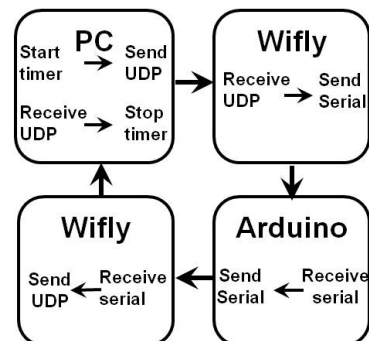 PC
Start Send
timer UDP
Receive Stop
UDP timer
Wifly
Receive Send
UDP Serial
Wifly
Send Receive
UDP serial
Arduino
Send Receive
Serial serial